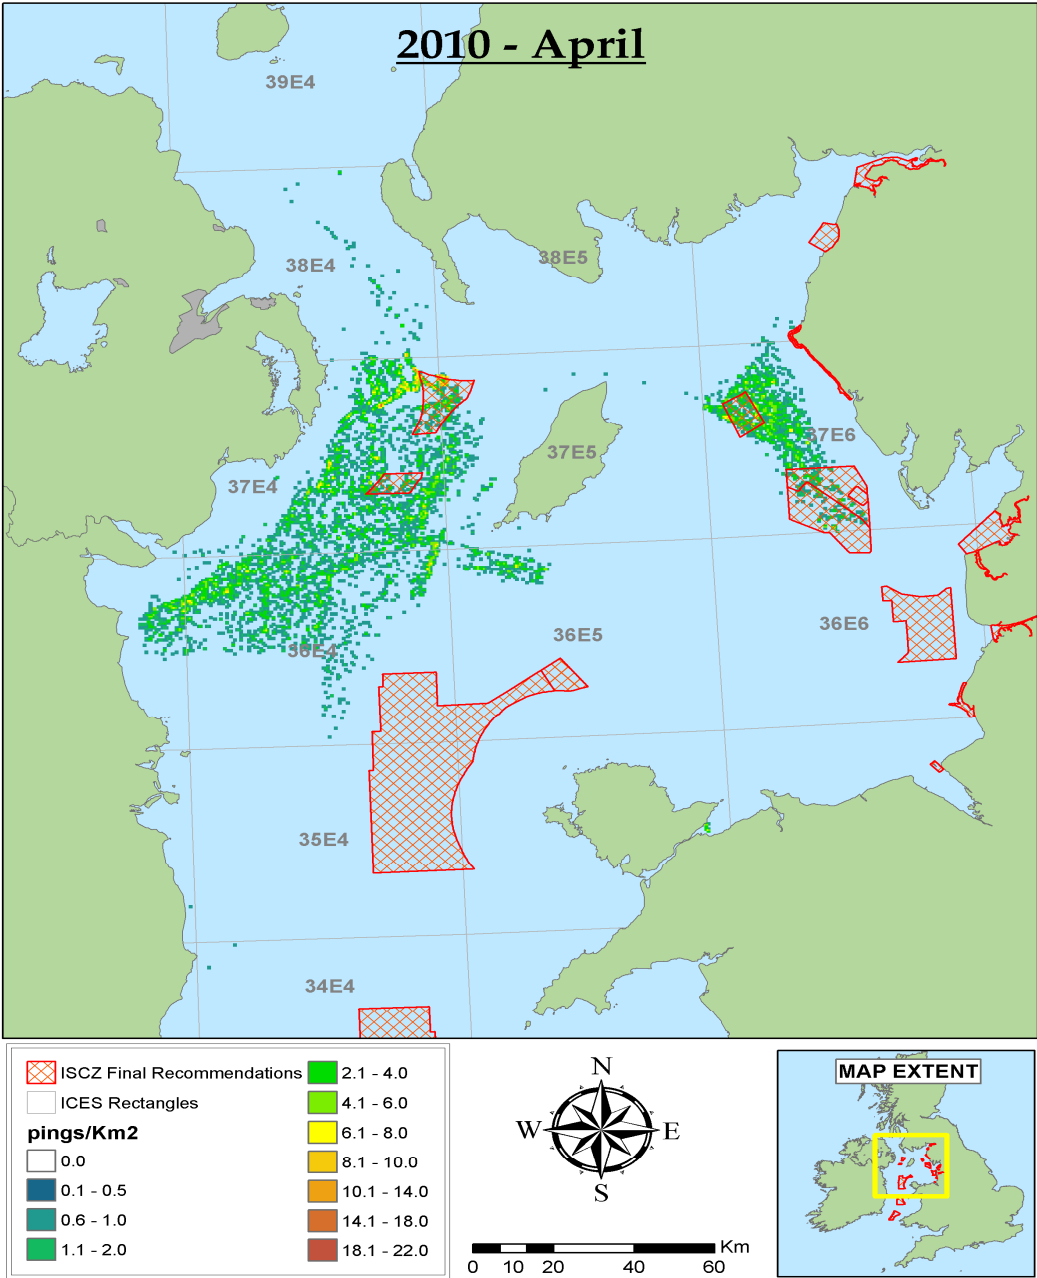 2010 - April
39E4
38E4
38E5
37E6
37E5
37E4
36E4
36E5
36E6
35E4
34E4
ISCZ Final Recommendations
ICES Rectangles
pings/Km2
0.0
0.1 - 0.5
0.6 - 1.0
1.1 - 2.0
2.1 - 4.0
4.1 - 6.0
6.1 - 8.0
8.1 - 10.0
10.1 - 14.0
14.1 - 18.0
18.1 - 22.0
N
W
E
S
Km
0 10 20 40 60
MAP EXTENT